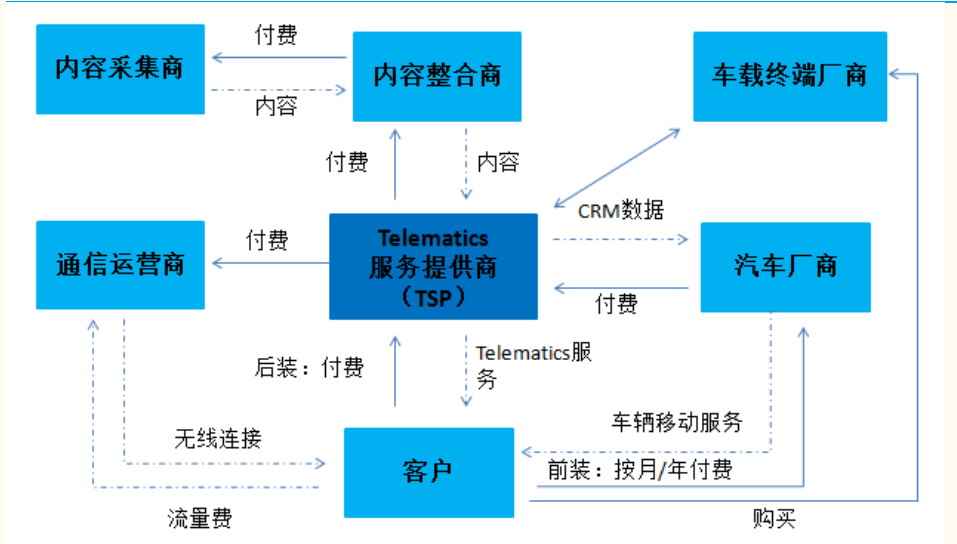 付费
内容采集商
内容整合商
车载终端厂商
内容
付费
内容
CRM数据
Telematics
服务提供商
（TSP）
通信运营商
付费
汽车厂商
付费
后装：付费
Telematics服
务
车辆移动服务
无线连接
客户
前装：按月/年付费
流量费
购买